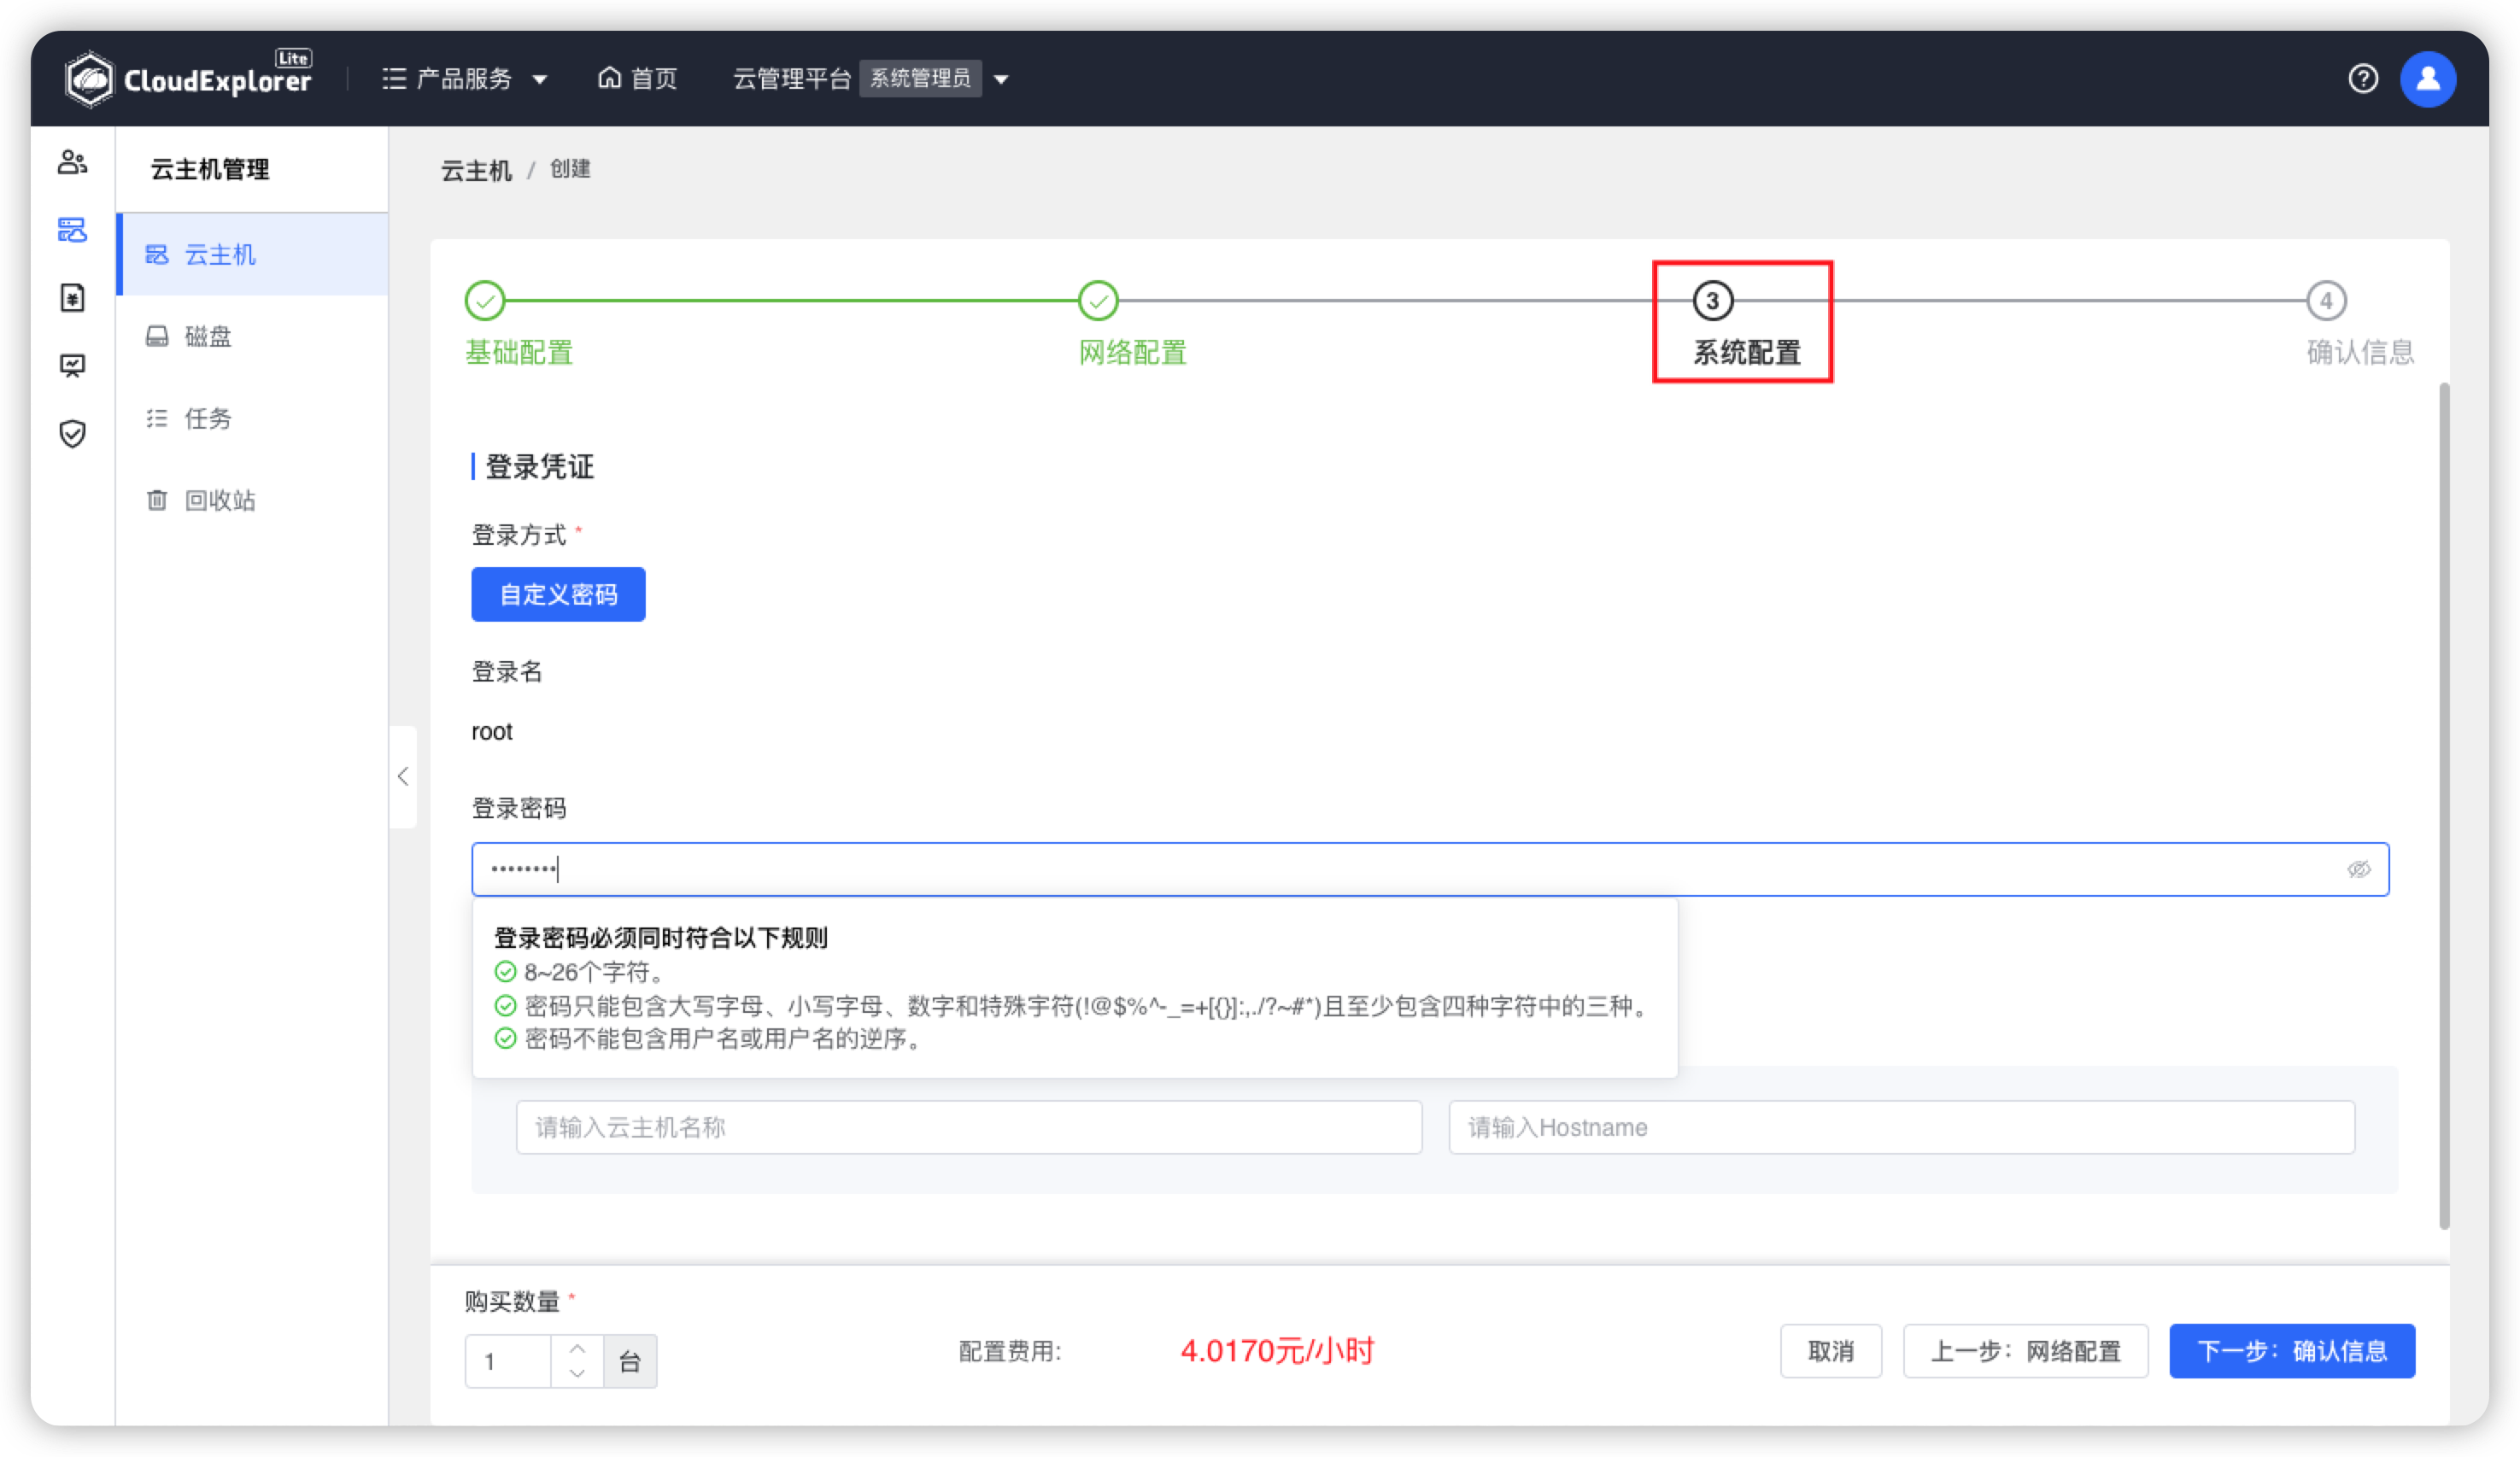 CloudExplorer Lite
产品服务
首页
云管理平台 系统管理员
云主机管理
云主机
磁盘
任务
回收站
云主机 / 创建
3
4
基础配置
网络配置
系统配置
确认信息
登录凭证
登录方式 *
自定义密码
登录名
root
登录密码
••••••••
登录密码必须同时符合以下规则
8~26个字符。
密码只能包含大写字母、小写字母、数字和特殊字符(!@$%^-_=+[{}]:,./?~#*)且至少包含四种字符中的三种。
密码不能包含用户名或用户名的逆序。
请输入云主机名称
请输入Hostname
购买数量 *
1
台
配置费用:
4.0170元/小时
取消
上一步：网络配置
下一步：确认信息